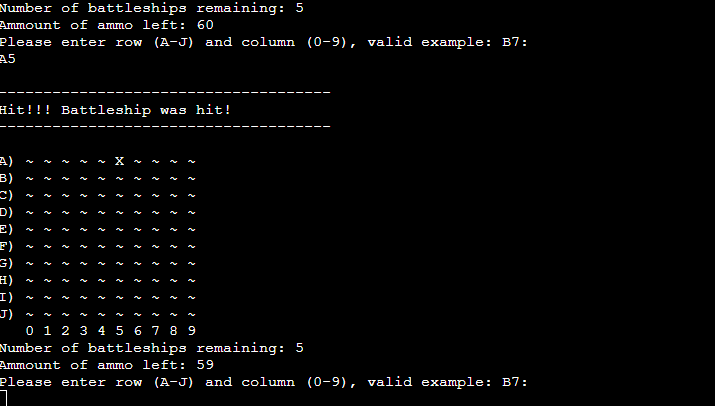 Number of battleships remaining: 5
Ammount of ammo left: 60
Please enter row (A-J) and column (0-9), valid example: B7:
A5
-------------------------------------
Hit!!! Battleship was hit!
-------------------------------------
A) ~ ~ ~ ~ ~ X ~ ~ ~ ~
B) ~ ~ ~ ~ ~ ~ ~ ~ ~ ~
C) ~ ~ ~ ~ ~ ~ ~ ~ ~ ~
D) ~ ~ ~ ~ ~ ~ ~ ~ ~ ~
E) ~ ~ ~ ~ ~ ~ ~ ~ ~ ~
F) ~ ~ ~ ~ ~ ~ ~ ~ ~ ~
G) ~ ~ ~ ~ ~ ~ ~ ~ ~ ~
H) ~ ~ ~ ~ ~ ~ ~ ~ ~ ~
I) ~ ~ ~ ~ ~ ~ ~ ~ ~ ~
J) ~ ~ ~ ~ ~ ~ ~ ~ ~ ~
0 1 2 3 4 5 6 7 8 9
Number of battleships remaining: 5
Ammount of ammo left: 59
Please enter row (A-J) and column (0-9), valid example: B7: